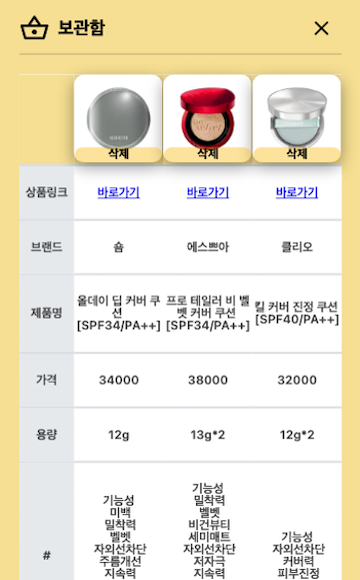 보관함
삭제 삭제 삭제
상품링크 바로가기 바로가기 바로가기
브랜드 숌 에스쁘아 클리오
제품명
올데이 딥 커버 쿠
션
[SPF34/PA++]
프로 테일러 비 벨
벳 커버 쿠션
[SPF34/PA++]
킬 커버 진정 쿠션
[SPF40/PA++]
가격 34000 38000 32000
용량 12g 13g*2 12g*2
#
기능성
미백
밀착력
벨벳
자외선차단
주름개선
지속력
기능성
밀착력
벨벳
비건뷰티
세미매트
자외선차단
저자극
지속력
기능성
자외선차단
커버력
피부진정